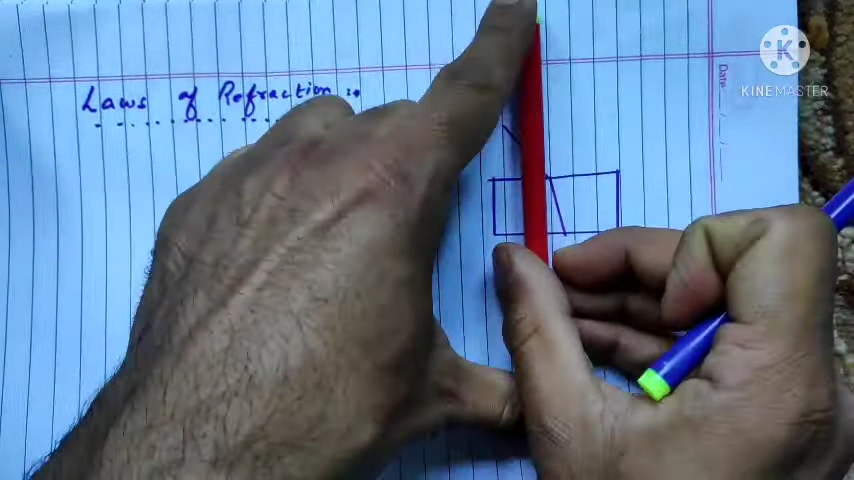 Laws of Refraction :-
Date
K
KINEMASTER